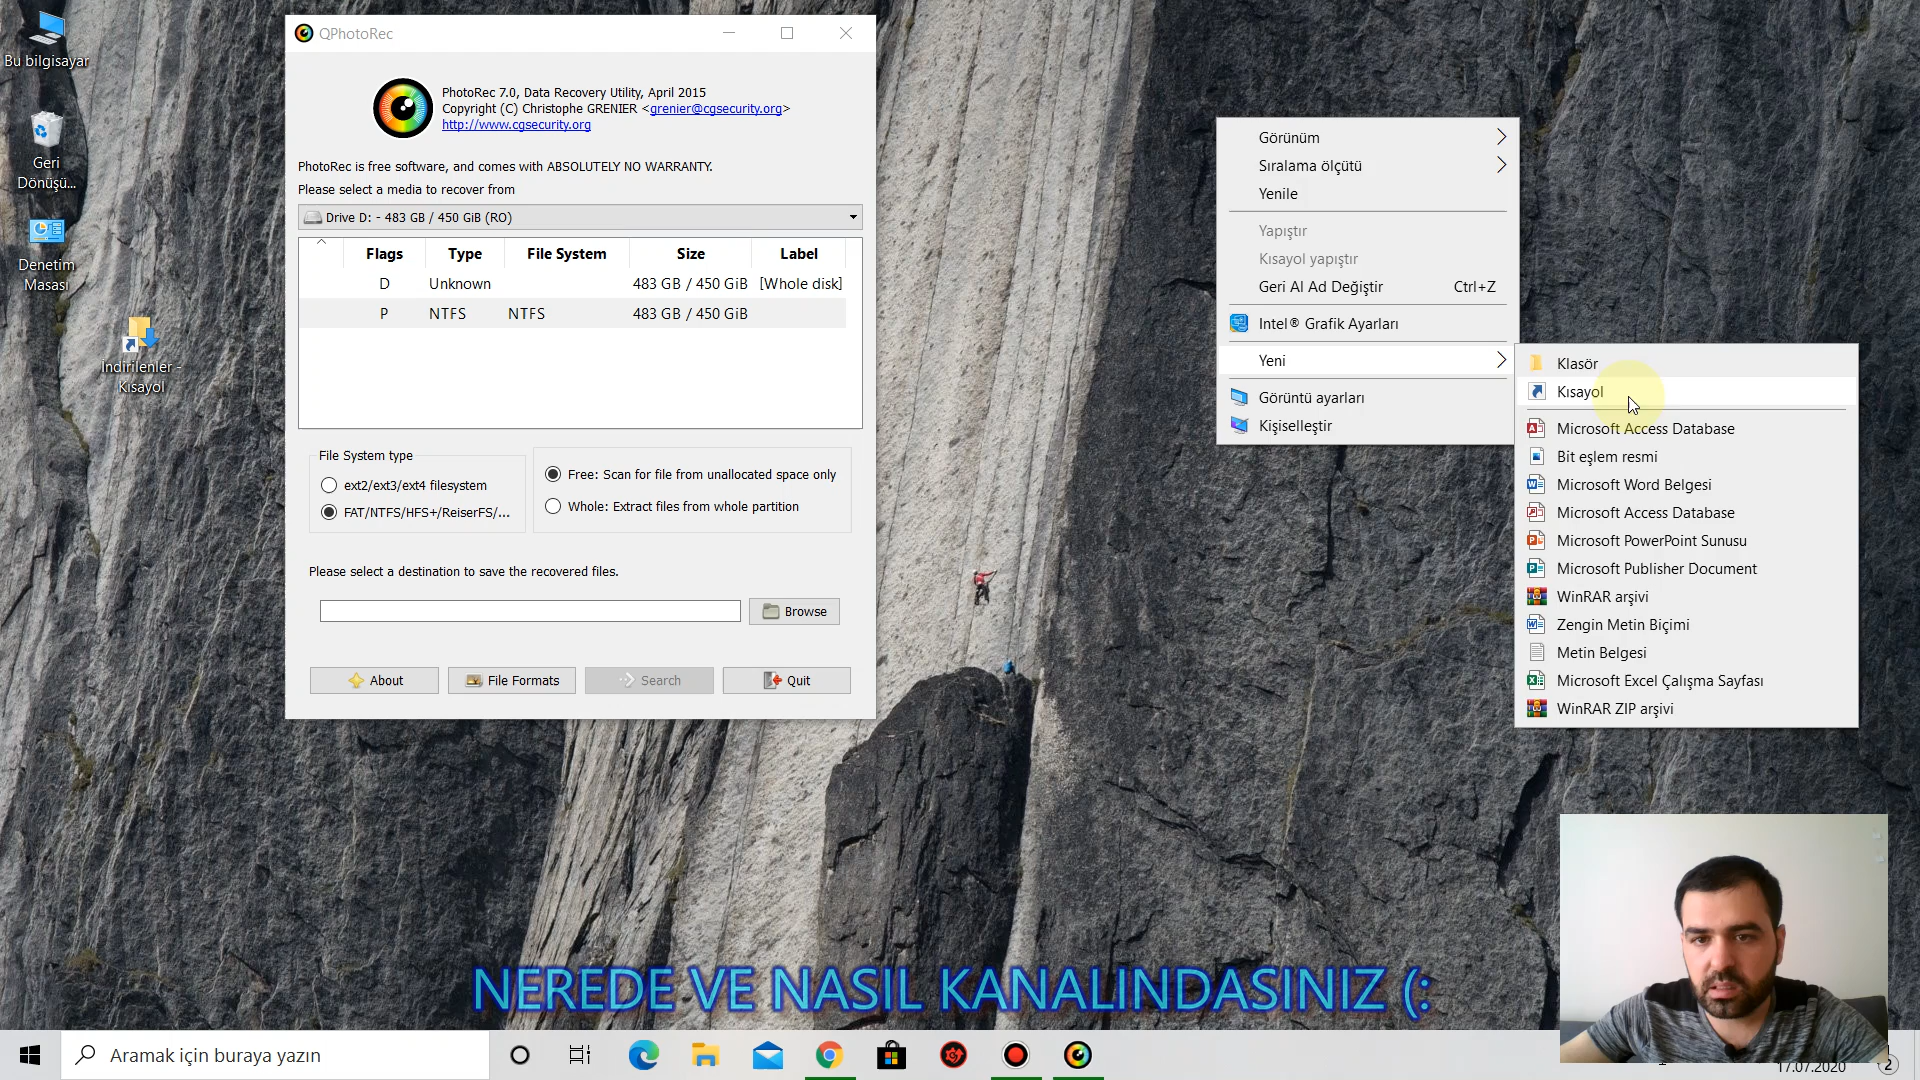 Bu bilgisayar
Geri
Dönüşü...
Denetim
Masası
İndirilenler -
Kısayol
QPhotoRec
PhotoRec 7.0, Data Recovery Utility, April 2015
Copyright (C) Christophe GRENIER <grenier@cgsecurity.org>
http://www.cgsecurity.org
PhotoRec is free software, and comes with ABSOLUTELY NO WARRANTY.
Please select a media to recover from
Drive D: - 483 GB / 450 GiB (RO)
Flags Type File System Size Label
D Unknown 483 GB / 450 GiB [Whole disk]
P NTFS NTFS 483 GB / 450 GiB
File System type
ext2/ext3/ext4 filesystem
FAT/NTFS/HFS+/ReiserFS/...
Free: Scan for file from unallocated space only
Whole: Extract files from whole partition
Please select a destination to save the recovered files.
Browse
About
File Formats
Search
Quit
Görünüm
Sıralama ölçütü
Yenile
Yapıştır
Kısayol yapıştır
Geri Al Ad Değiştir Ctrl+Z
Intel® Grafik Ayarları
Yeni
Görüntü ayarları
Kişiselleştir
Klasör
Kısayol
Microsoft Access Database
Bit eşlem resmi
Microsoft Word Belgesi
Microsoft Access Database
Microsoft PowerPoint Sunusu
Microsoft Publisher Document
WinRAR arşivi
Zengin Metin Biçimi
Metin Belgesi
Microsoft Excel Çalışma Sayfası
WinRAR ZIP arşivi
NEREDE VE NASIL KANALINDASINIZ (:
Aramak için buraya yazın
17.07.2020
2